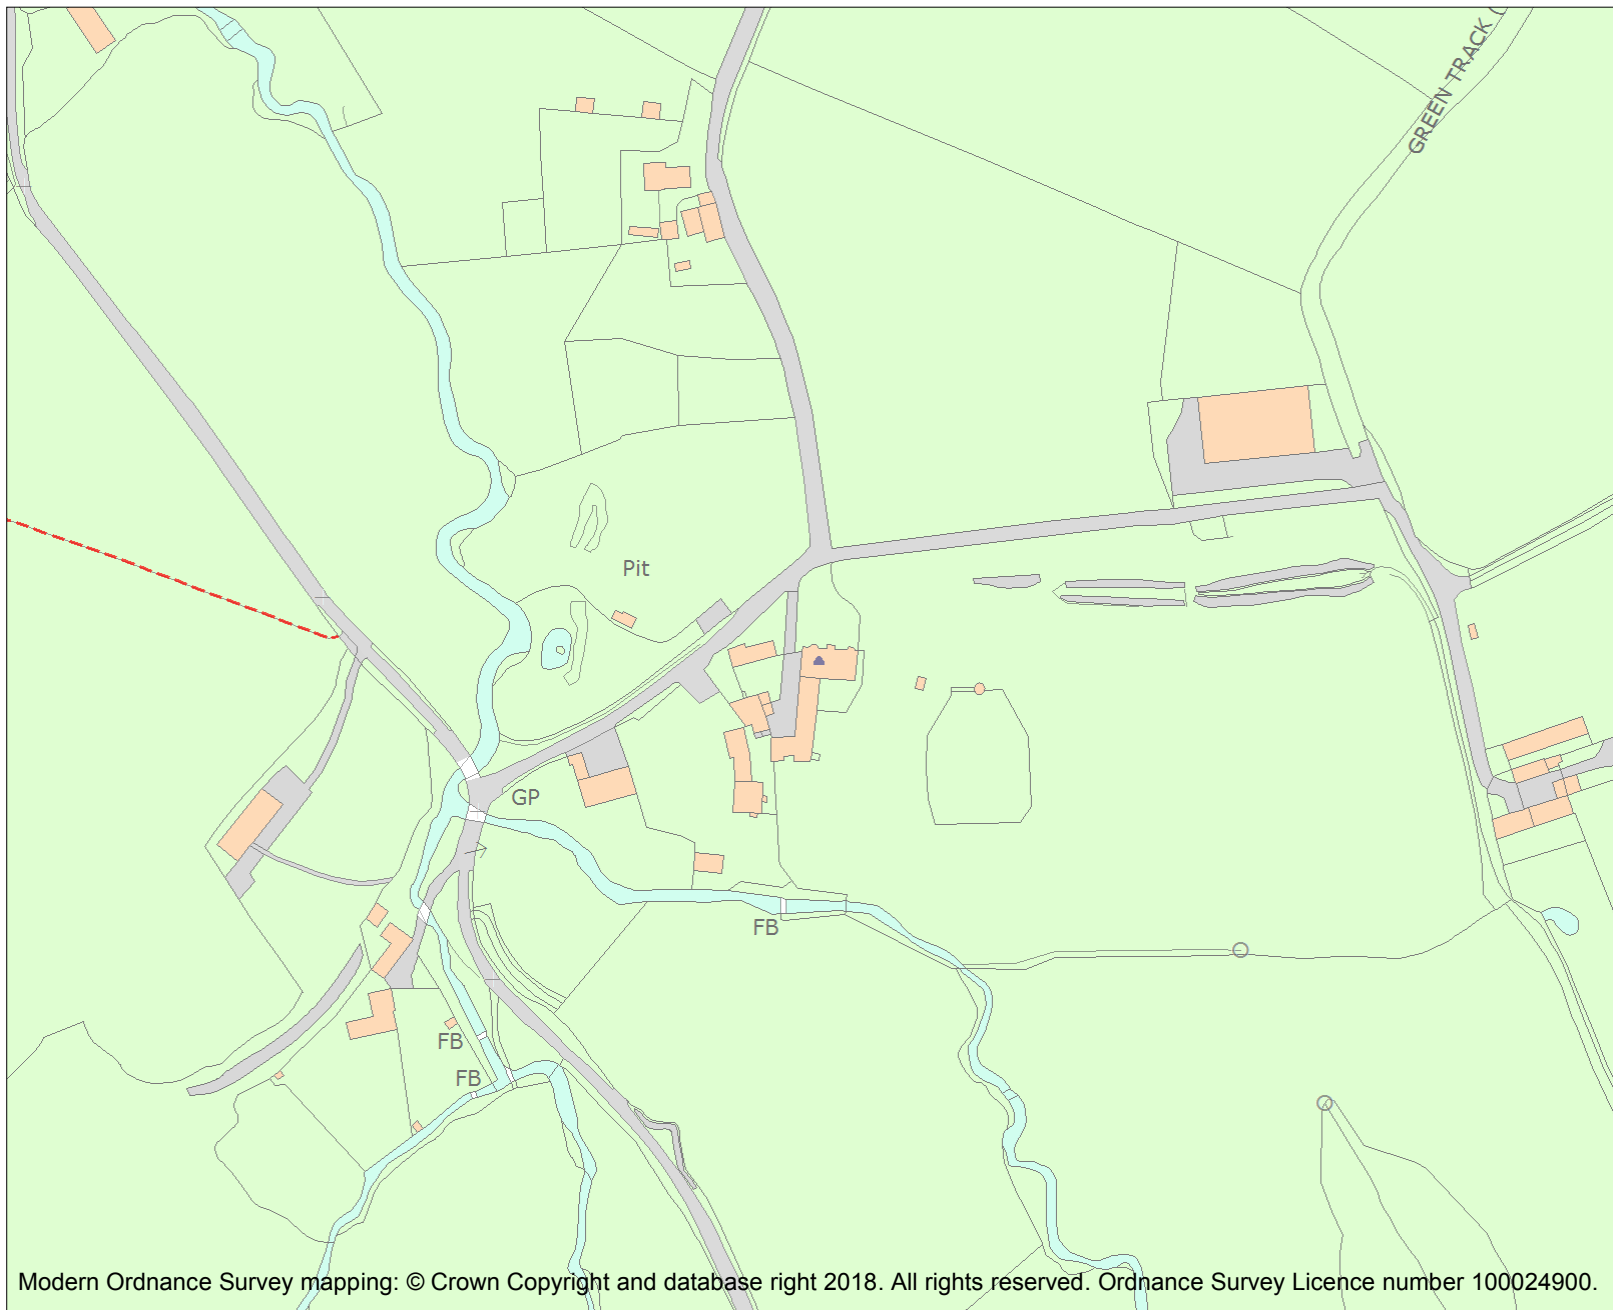 GREEN TRACK (
Pit
GP
FB
FB
FB
Modern Ordnance Survey mapping: © Crown Copyright and database right 2018. All rights reserved. Ordnance Survey Licence number 100024900.